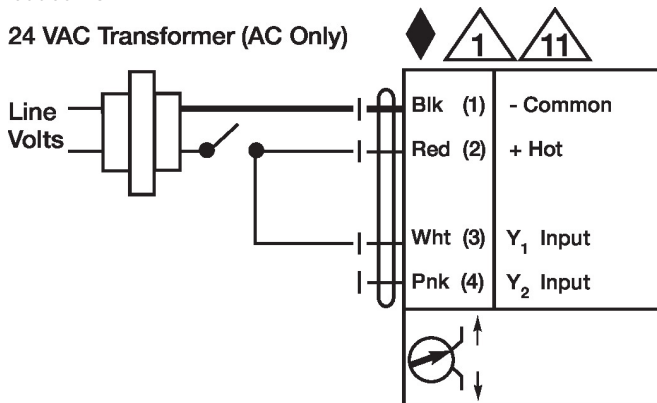 24 VAC Transformer (AC Only)
1
11
Line
Volts
Blk (1) - Common
Red (2) + Hot
Wht (3) Y1 Input
Pnk (4) Y2 Input